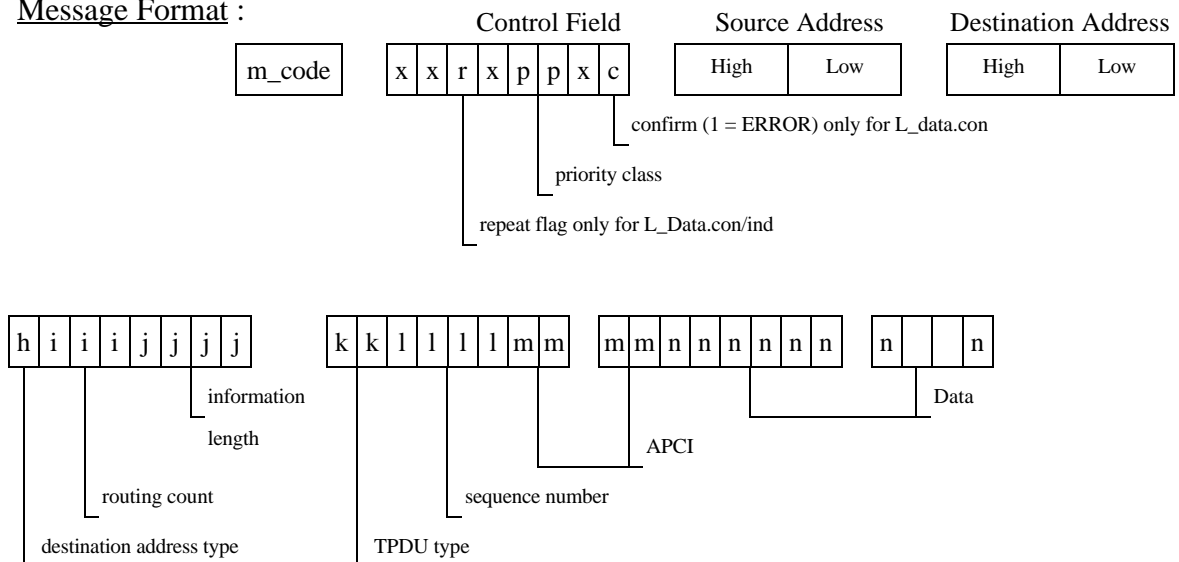 Message Format :
Control Field Source Address Destination Address
m_code x x r x p p x c High Low High Low
confirm (1 = ERROR) only for L_data.con
priority class
repeat flag only for L_Data.con/ind
h i i i j j j j k k l l l l m m m m n n n n n n n n
information
length
Data
APCI
routing count sequence number
destination address type TPDU type